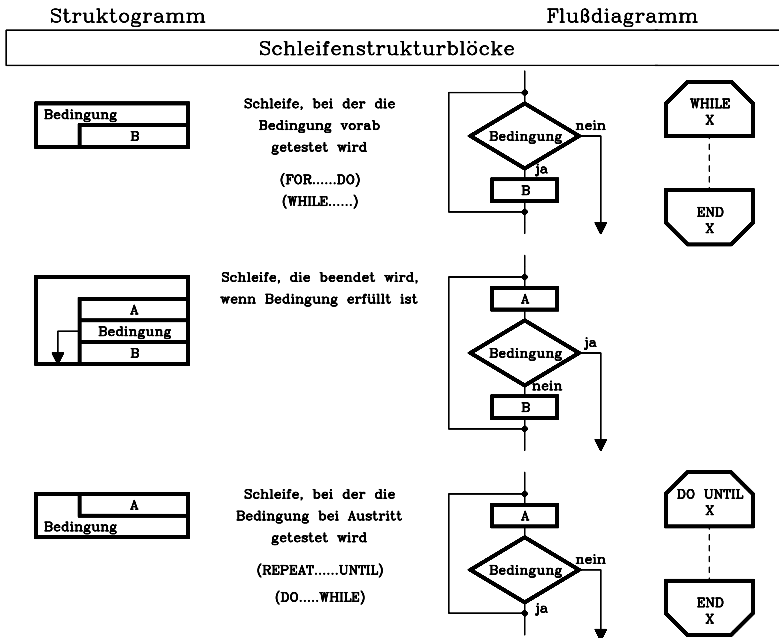 Struktogramm
Flußdiagramm
Schleifenstrukturblöcke
Bedingung
B
Schleife, bei der die
Bedingung vorab
getestet wird
(FOR......DO)
(WHILE......)
Bedingung
nein
ja
B
WHILE
X
END
X
A
Bedingung
B
Schleife, die beendet wird,
wenn Bedingung erfüllt ist
A
Bedingung
ja
nein
B
A
Bedingung
Schleife, bei der die
Bedingung bei Austritt
getestet wird
(REPEAT......UNTIL)
(DO.....WHILE)
A
Bedingung
nein
ja
DO UNTIL
X
END
X